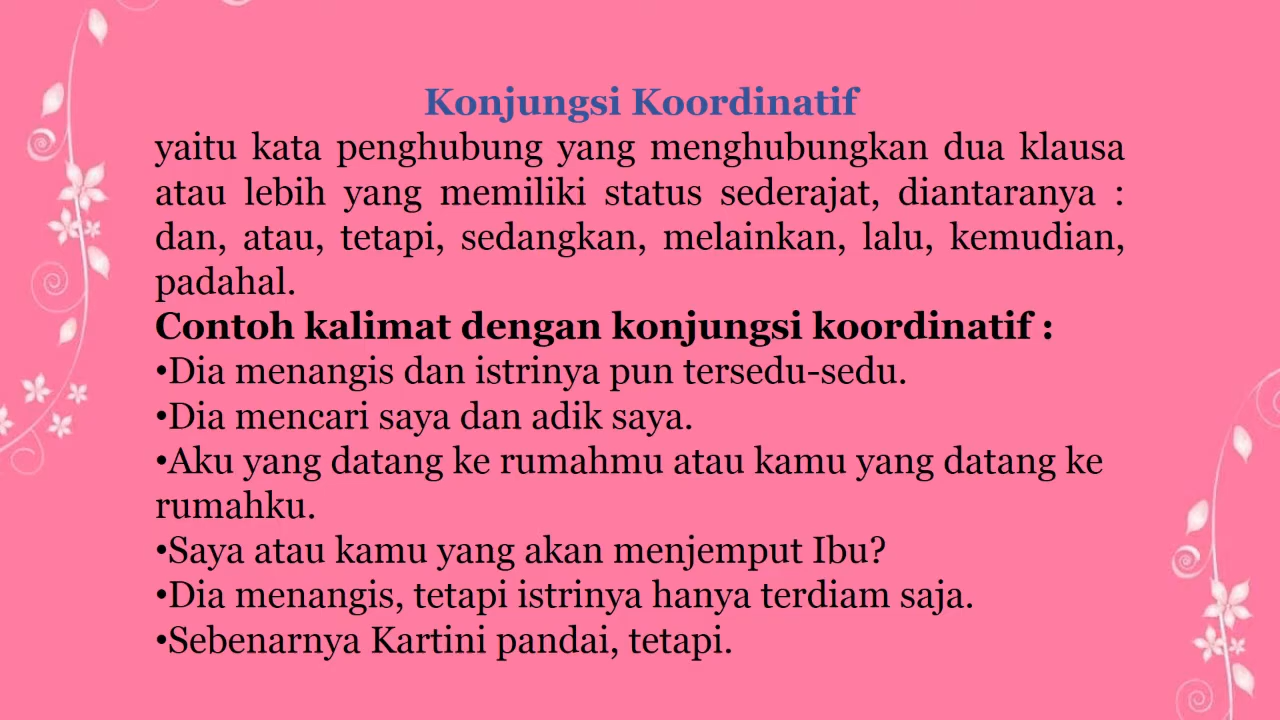 Konjungsi Koordinatif
yaitu kata penghubung yang menghubungkan dua klausa
atau lebih yang memiliki status sederajat, diantaranya :
dan, atau, tetapi, sedangkan, melainkan, lalu, kemudian,
padahal.
Contoh kalimat dengan konjungsi koordinatif :
•Dia menangis dan istrinya pun tersedu-sedu.
•Dia mencari saya dan adik saya.
•Aku yang datang ke rumahmu atau kamu yang datang ke
rumahku.
•Saya atau kamu yang akan menjemput Ibu?
•Dia menangis, tetapi istrinya hanya terdiam saja.
•Sebenarnya Kartini pandai, tetapi.